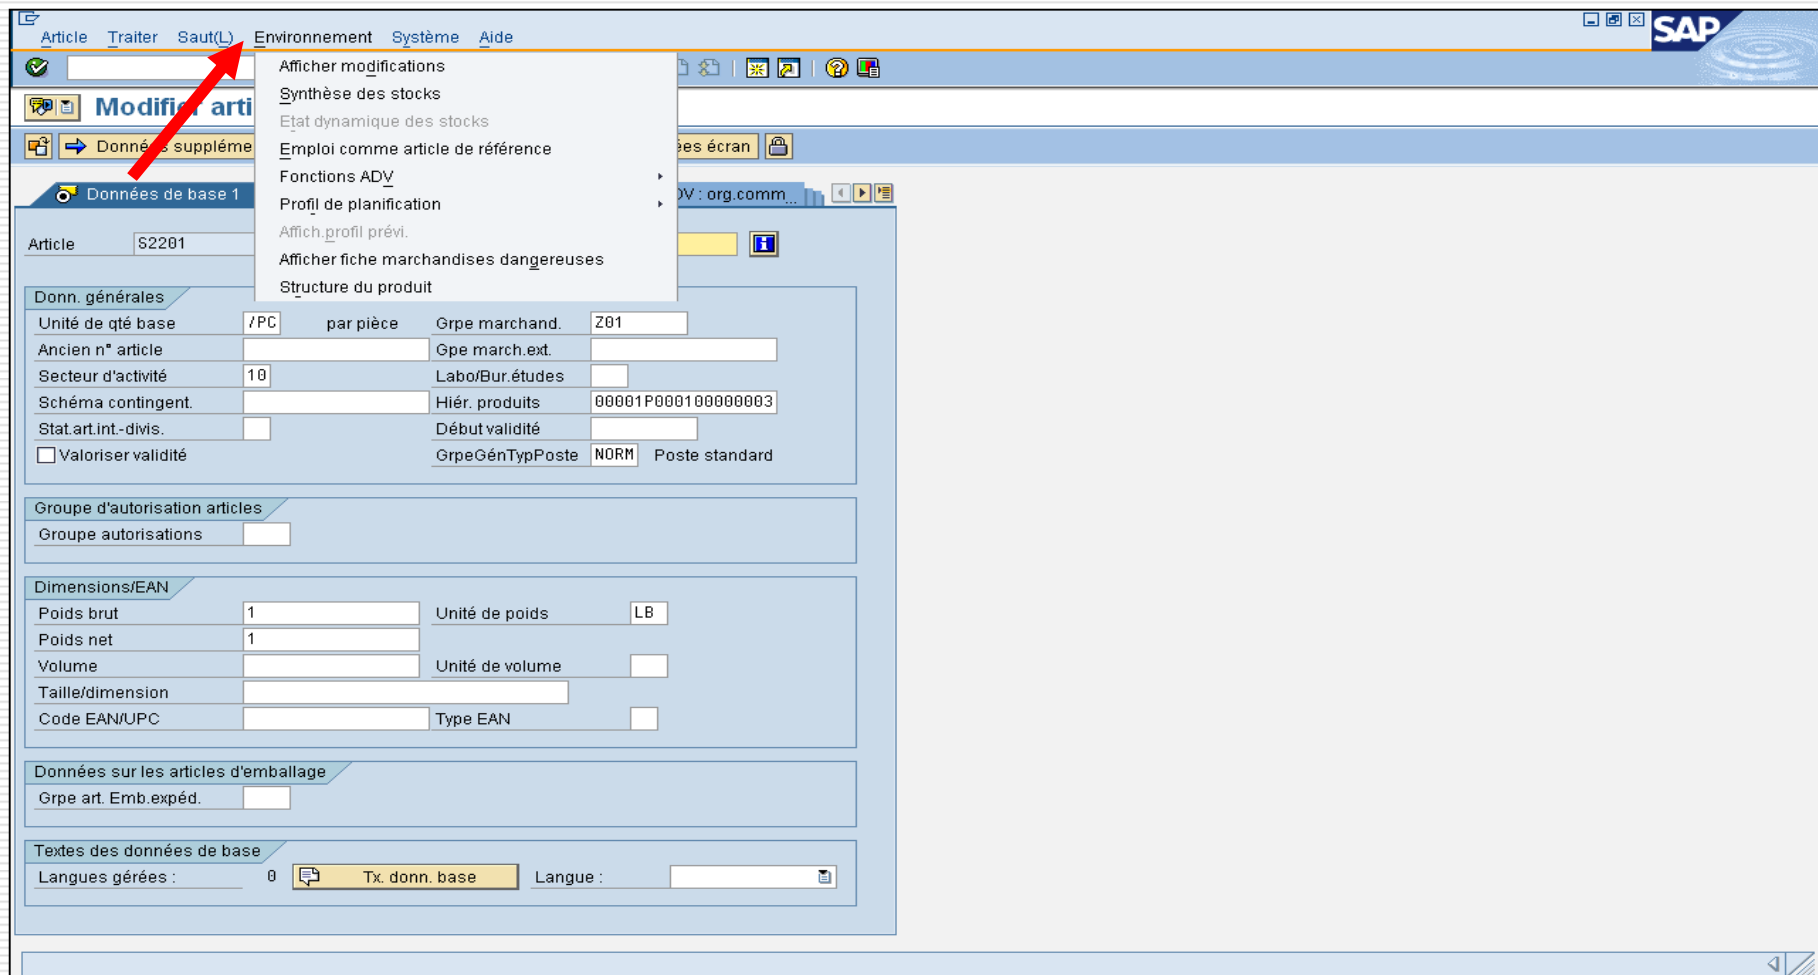 Article Traiter Saut(L) Environnement Système Aide
SAP
Afficher modifications
Synthèse des stocks
Etat dynamique des stocks
Emploi comme article de référence
Fonctions ADV
Profil de planification
Affich.profil prévi.
Afficher fiche marchandises dangereuses
Structure du produit
Modifier arti
Données suppléme
es écran
Données de base 1
V : org.comm...
Article S2201
Donn. générales
Unité de qté base /PC par pièce Grpe marchand. Z01
Ancien n° article Gpe march.ext.
Secteur d'activité 10 Labo/Bur.études
Schéma contingent. Hiér. produits 00001P000100000003
Stat.art.int.-divis. Début validité
Valoriser validité GrpeGénTypPoste NORM Poste standard
Groupe d'autorisation articles
Groupe autorisations
Dimensions/EAN
Poids brut 1 Unité de poids LB
Poids net 1
Volume Unité de volume
Taille/dimension
Code EAN/UPC Type EAN
Données sur les articles d'emballage
Grpe art. Emb.expéd.
Textes des données de base
Langues gérées : 0 Tx. donn. base Langue :